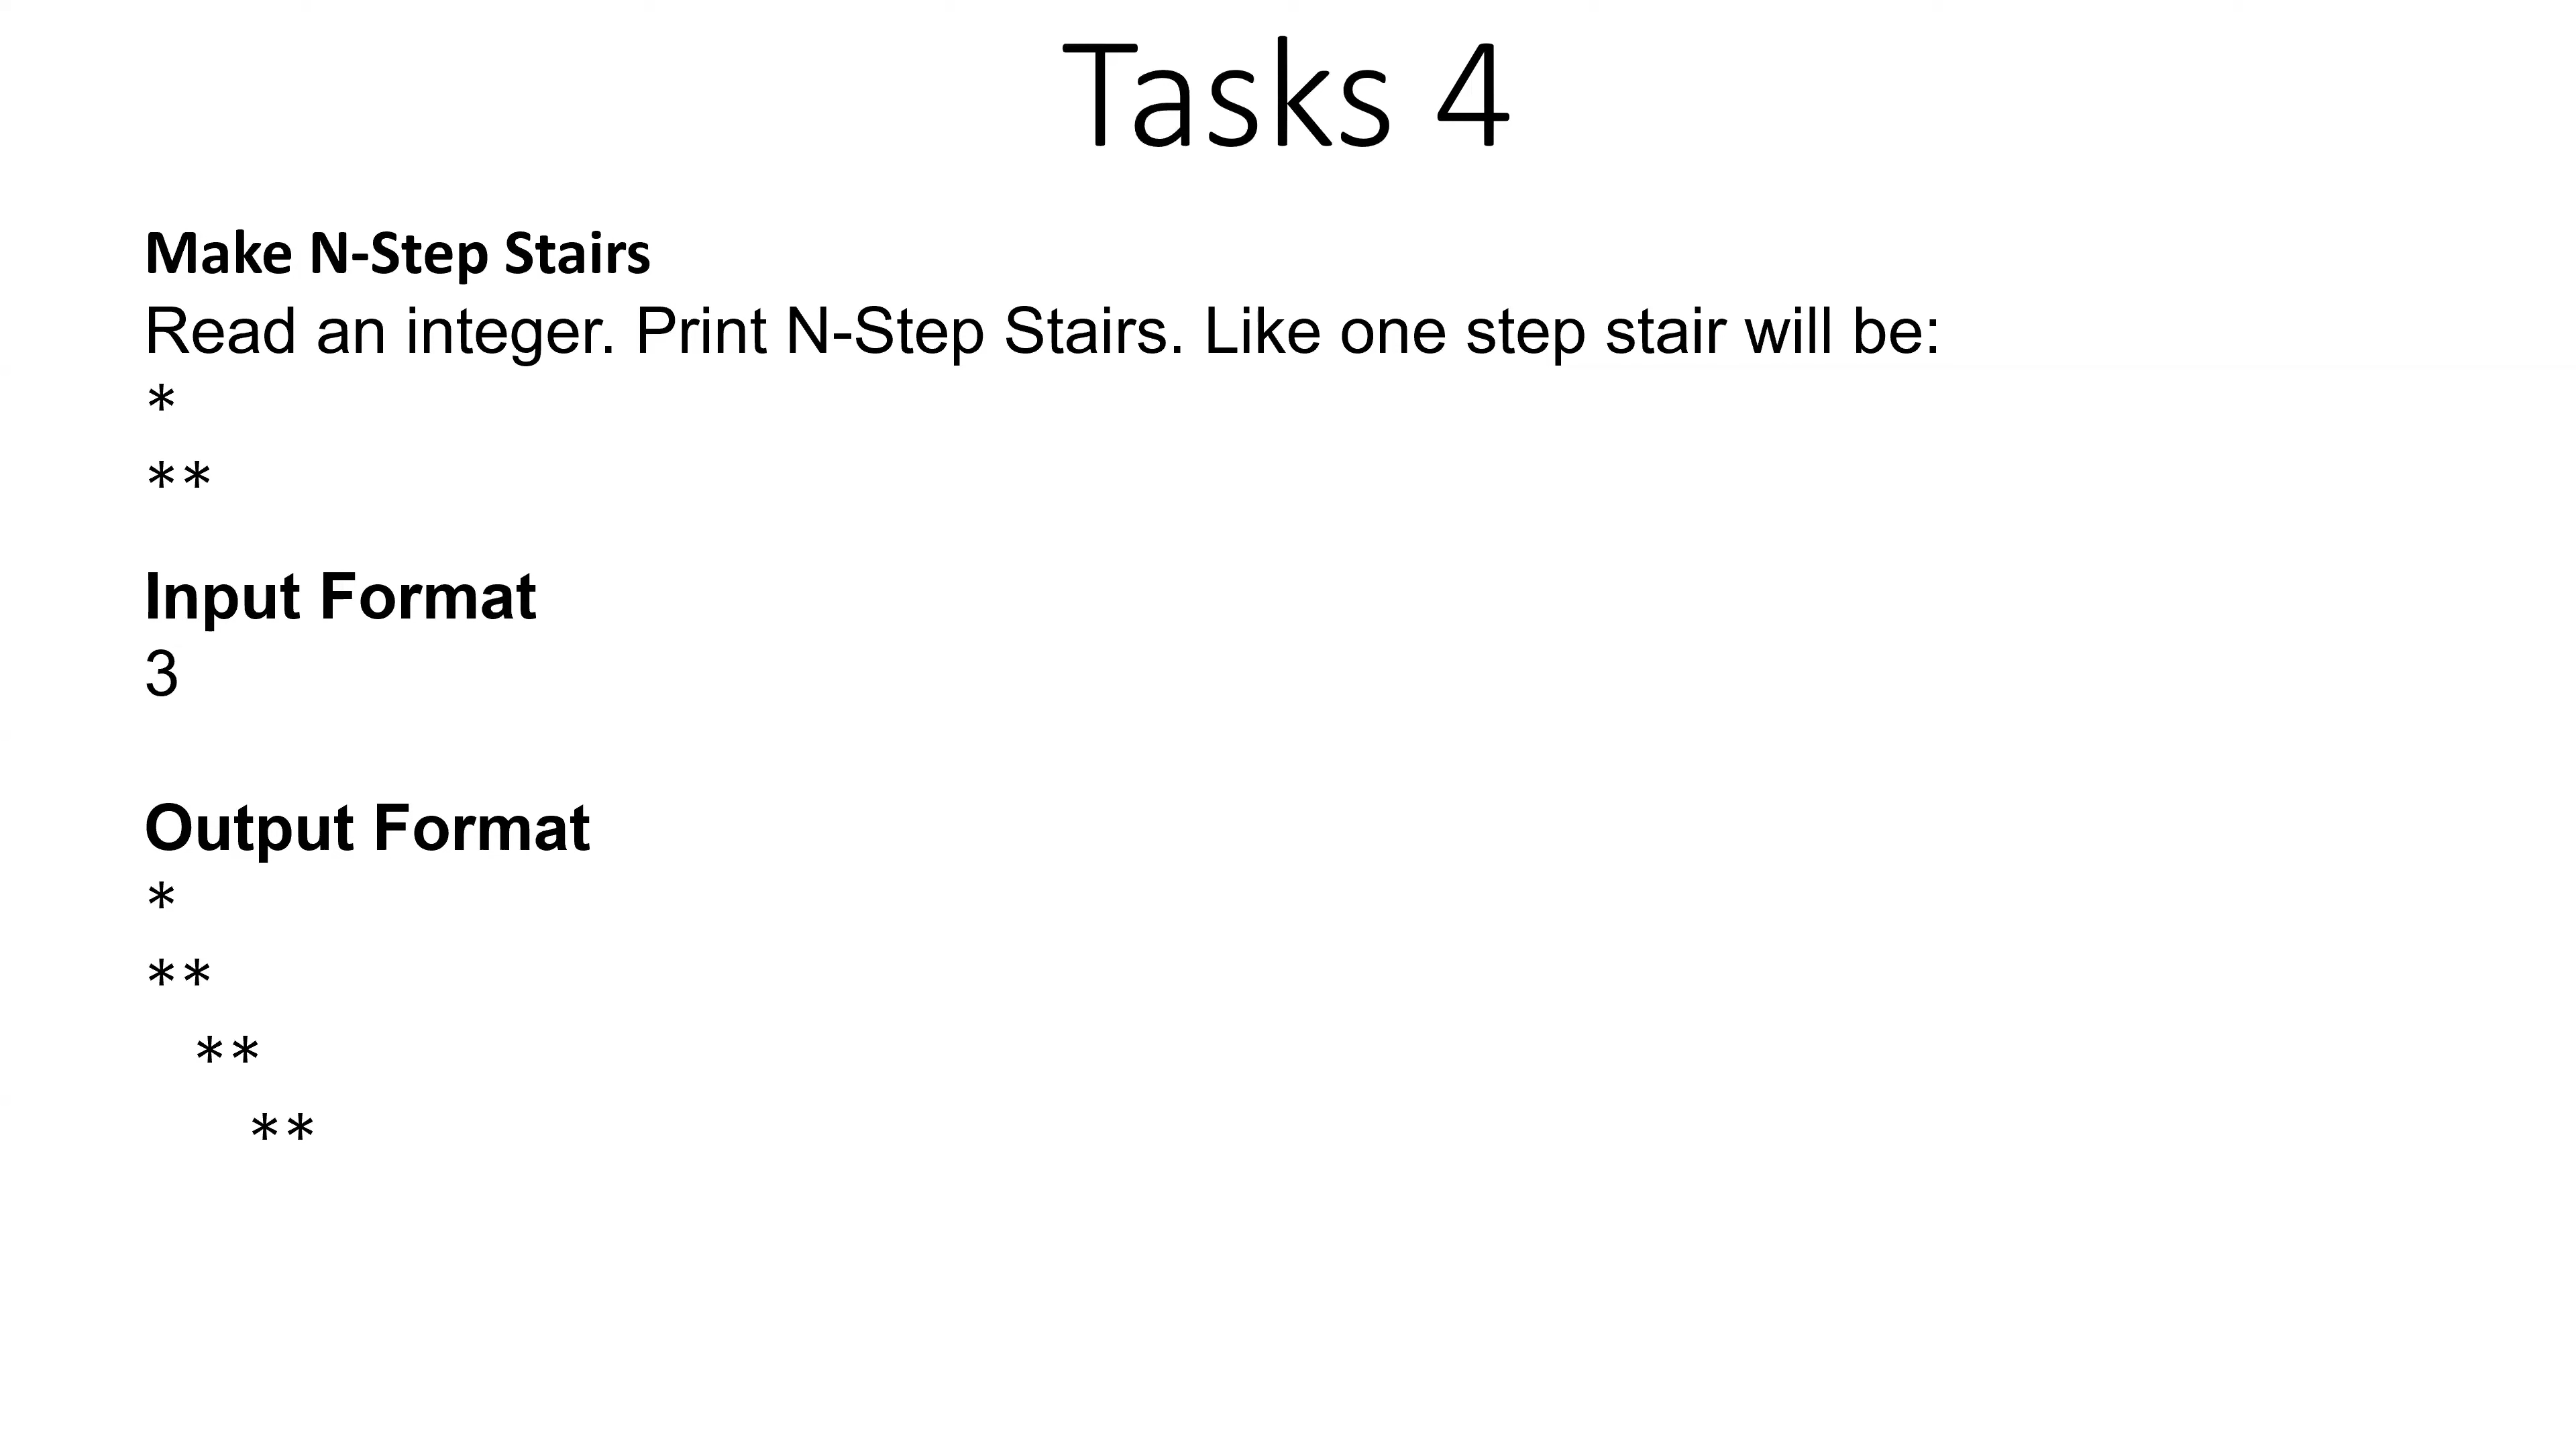 Tasks 4
Make N-Step Stairs
Read an integer. Print N-Step Stairs. Like one step stair will be:
*
**
Input Format
3
Output Format
*
**
  **
    **